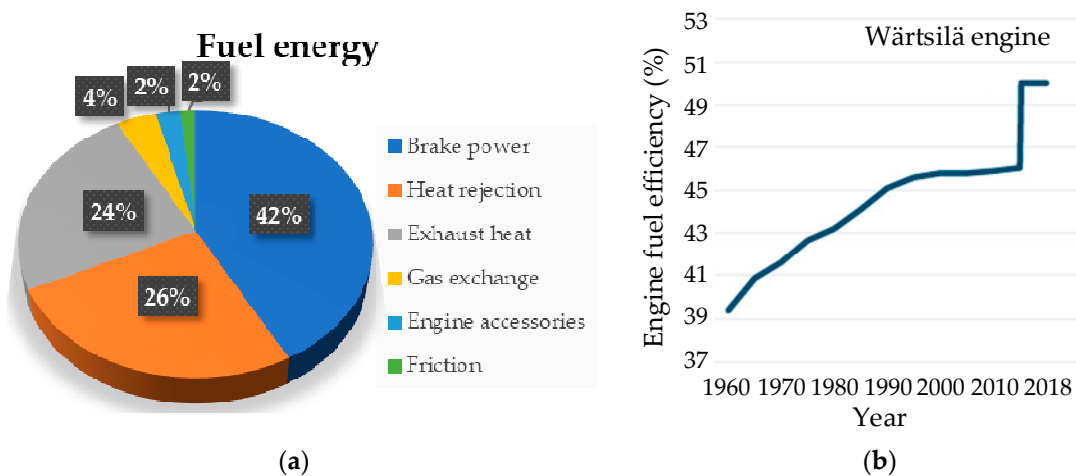 Fuel energy
4%
2%
2%
24%
42%
26%
Brake power
Heat rejection
Exhaust heat
Gas exchange
Engine accessories
Friction
(a)
Wärtsilä engine
Engine fuel efficiency (%)
53
51
49
47
45
43
41
39
37
1960 1970 1980 1990 2000 2010 2018
Year
(b)